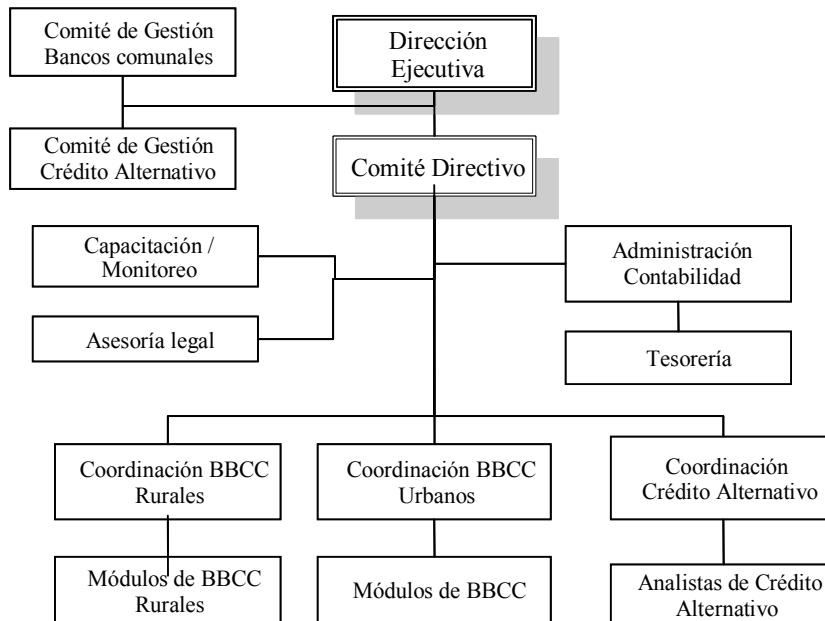 Comité de Gestión
Bancos comunales
Dirección
Ejecutiva
Comité de Gestión
Crédito Alternativo
Comité Directivo
Capacitación /
Monitoreo
Administración
Contabilidad
Asesoría legal
Tesorería
Coordinación BBCC
Rurales
Coordinación BBCC
Urbanos
Coordinación
Crédito Alternativo
Módulos de BBCC
Rurales
Módulos de BBCC
Analistas de Crédito
Alternativo